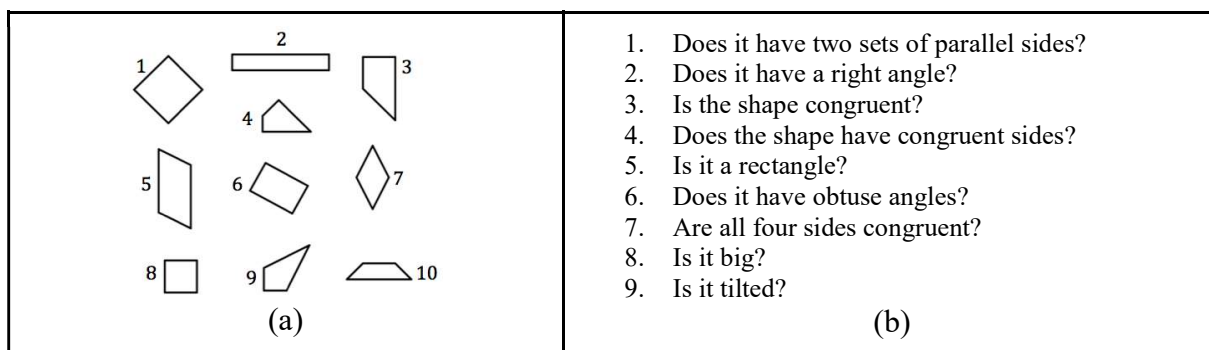 2
1
3
4
5
6
7
8
9
10
(a)
1. Does it have two sets of parallel sides?
2. Does it have a right angle?
3. Is the shape congruent?
4. Does the shape have congruent sides?
5. Is it a rectangle?
6. Does it have obtuse angles?
7. Are all four sides congruent?
8. Is it big?
9. Is it tilted?
(b)